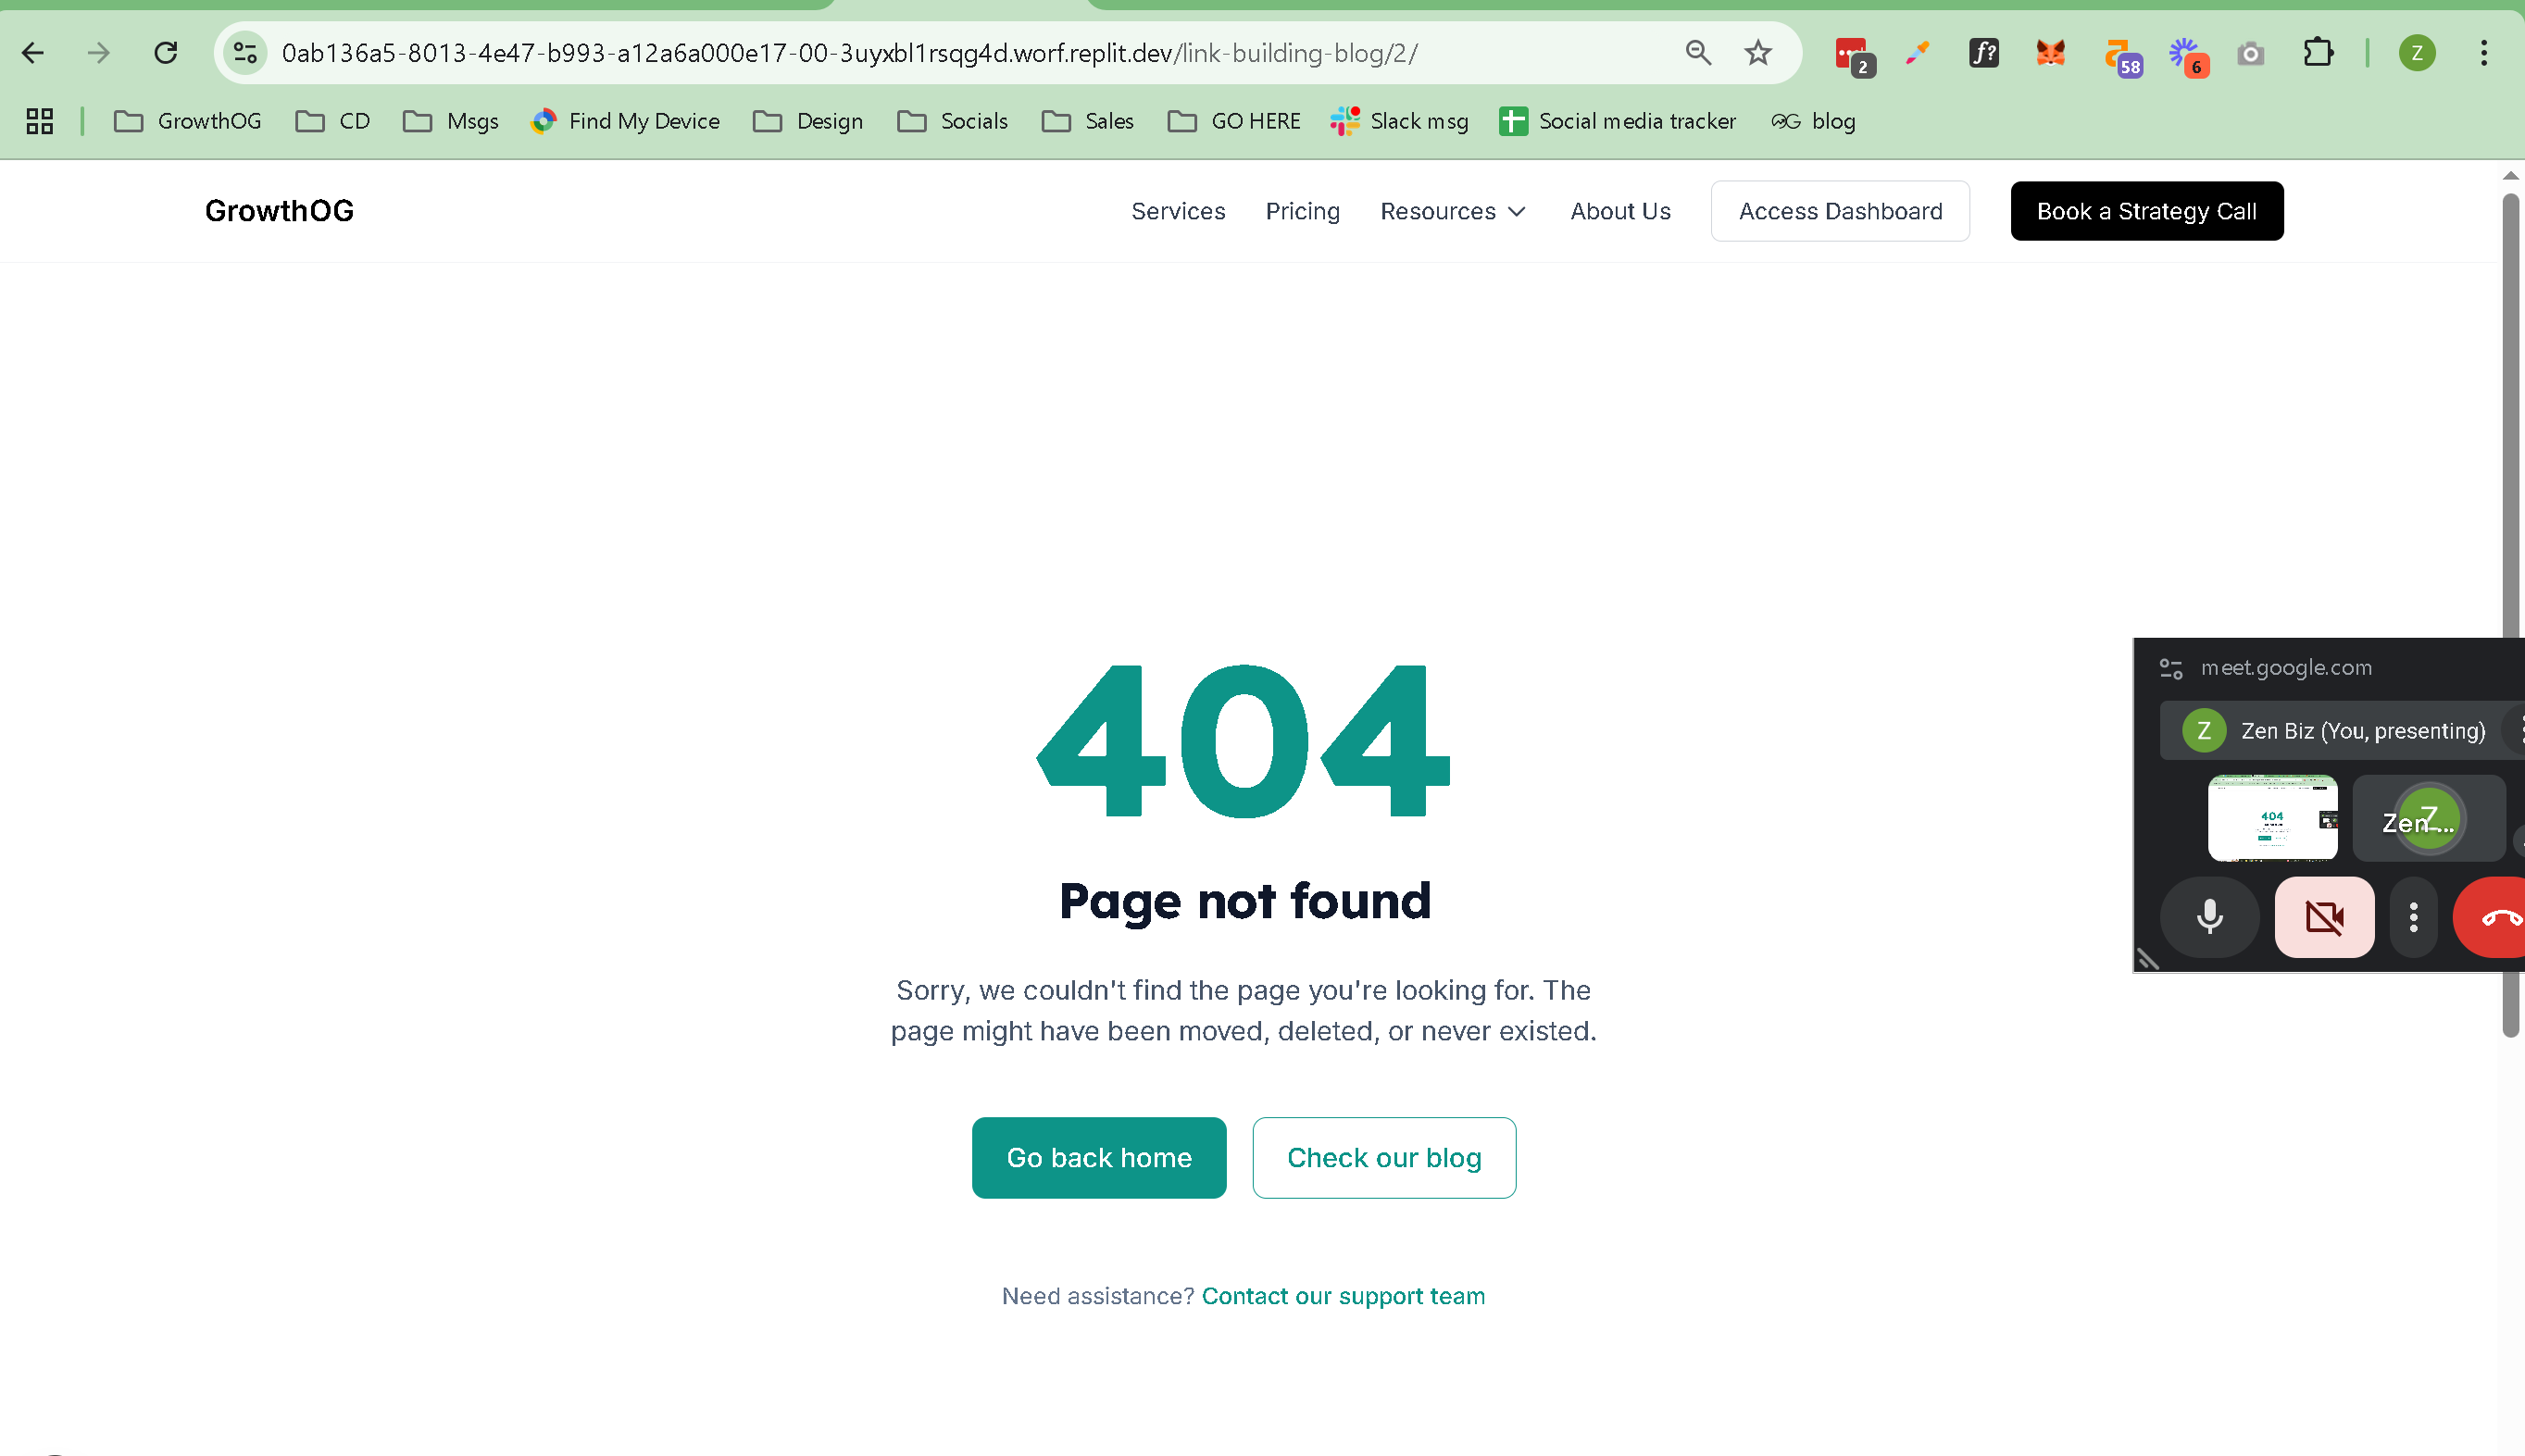 0ab136a5-8013-4e47-b993-a12a6a000e17-00-3uyxbl1rsqg4d.worf.replit.dev/link-building-blog/2/
f?
2
58
6
Z
GrowthOG CD Msgs Find My Device Design Socials Sales GO HERE Slack msg Social media tracker blog
GrowthOG Services Pricing Resources About Us Access Dashboard Book a Strategy Call
404
Page not found
Sorry, we couldn't find the page you're looking for. The
page might have been moved, deleted, or never existed.
Go back home Check our blog
Need assistance? Contact our support team
meet.google.com
Z Zen Biz (You, presenting)
404
Zen ...